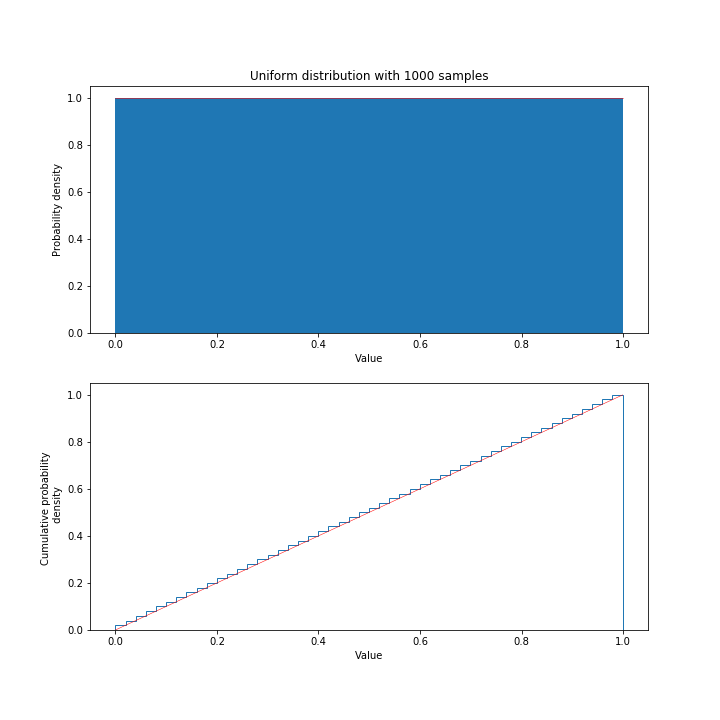 Uniform distribution with 1000 samples
1.0
0.8
0.6
0.4
0.2
0.0
Probability density
0.0 0.2 0.4 0.6 0.8 1.0
Value
1.0
0.8
0.6
0.4
0.2
0.0
Cumulative probability
density
0.0 0.2 0.4 0.6 0.8 1.0
Value